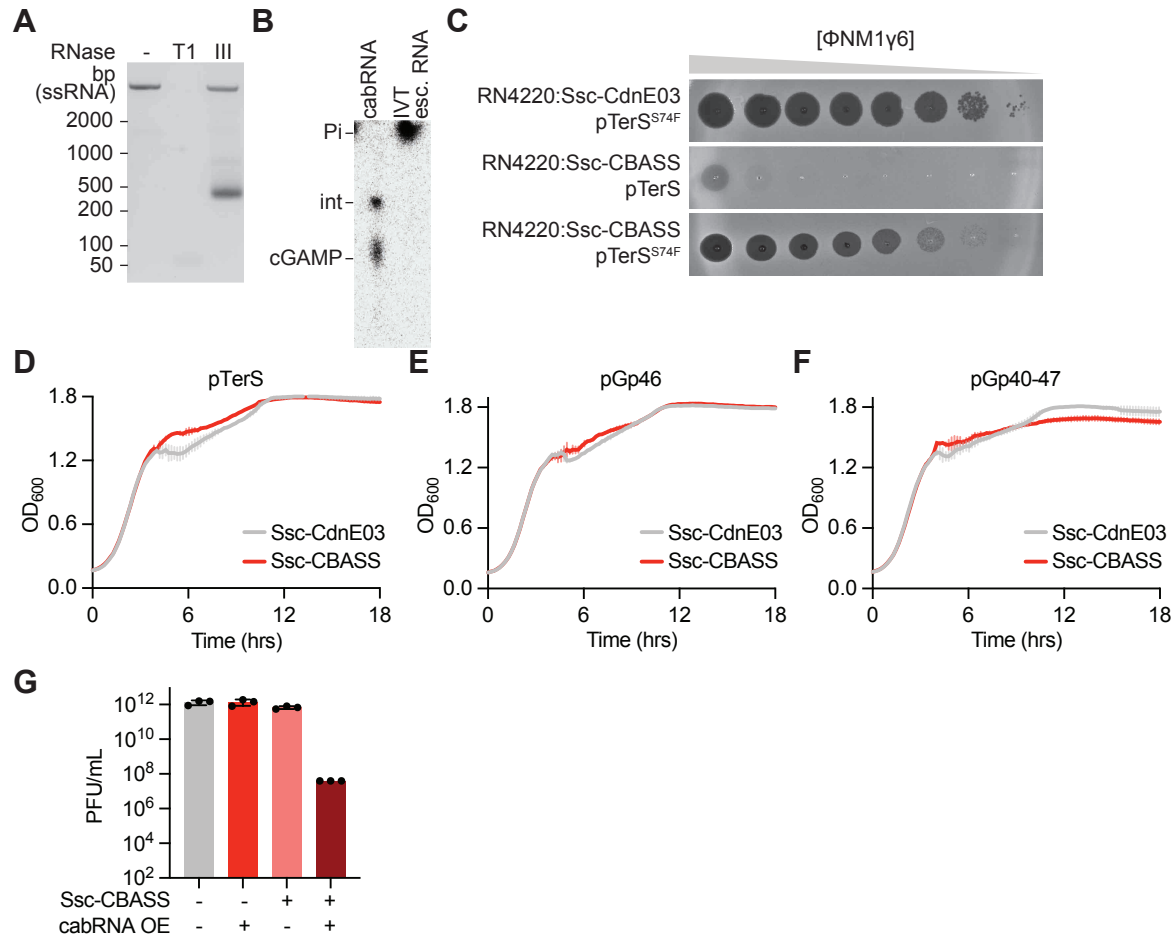 A
RNase - T1 III
bp
(ssRNA)
2000
1000
500
200
100
50
B
cabRNA
IVT
esc. RNA
Pi
int
cGAMP
C
[ΦNM1γ6]
RN4220:Ssc-CdnE03
pTerS^S74F
RN4220:Ssc-CBASS
pTerS
RN4220:Ssc-CBASS
pTerS^S74F
D
pTerS
1.8
1.2
0.6
0.0
OD600
Ssc-CdnE03
Ssc-CBASS
0 6 12 18
Time (hrs)
E
pGp46
1.8
1.2
0.6
0.0
OD600
Ssc-CdnE03
Ssc-CBASS
0 6 12 18
Time (hrs)
F
pGp40-47
1.8
1.2
0.6
0.0
OD600
Ssc-CdnE03
Ssc-CBASS
0 6 12 18
Time (hrs)
G
10^12
10^10
10^8
10^6
10^4
10^2
PFU/mL
Ssc-CBASS - - + +
cabRNA OE - + - +